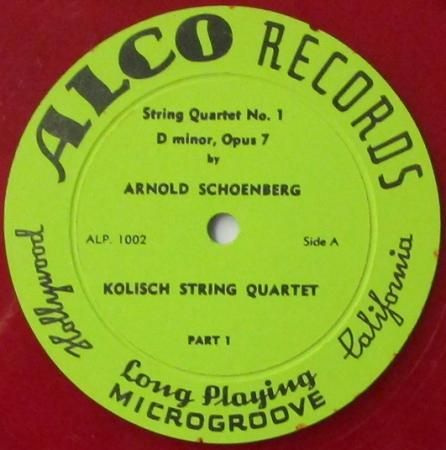 ALCO RECORDS
String Quartet No. 1
D minor, Opus 7
by
ARNOLD SCHOENBERG
ALP. 1002 Side A
KOLISCH STRING QUARTET
PART 1
Hollywood California
Long Playing
MICROGROOVE